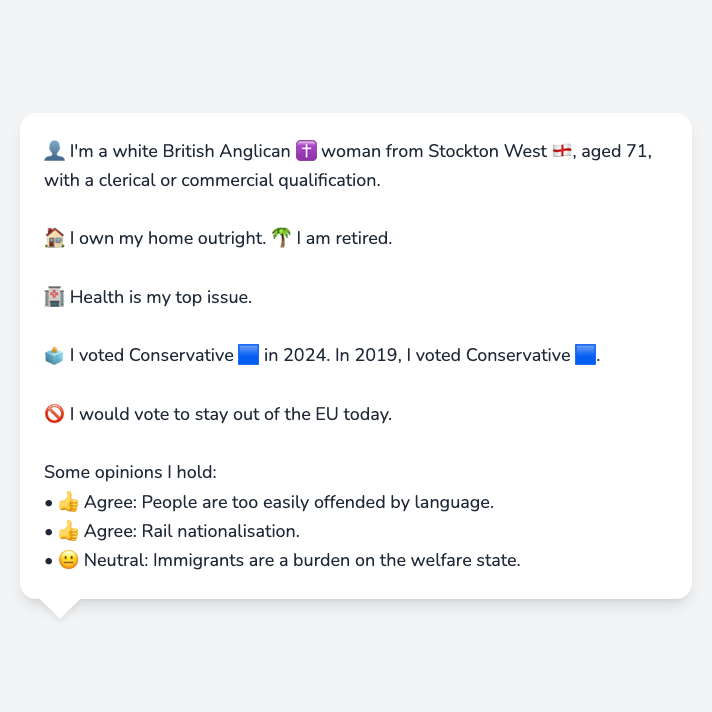 👤 I'm a white British Anglican ✝️ woman from Stockton West 🏴󠁧󠁢󠁥󠁮󠁧󠁿, aged 71,
with a clerical or commercial qualification.
🏠 I own my home outright. 🌴 I am retired.
🏥 Health is my top issue.
🗳️ I voted Conservative 🟦 in 2024. In 2019, I voted Conservative 🟦.
🚫 I would vote to stay out of the EU today.
Some opinions I hold:
• 👍 Agree: People are too easily offended by language.
• 👍 Agree: Rail nationalisation.
• 😐 Neutral: Immigrants are a burden on the welfare state.